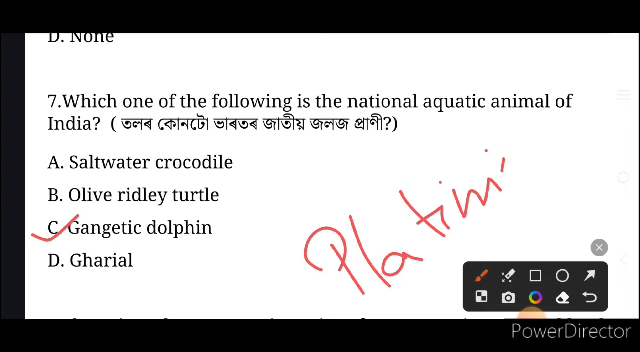 D. None
7.Which one of the following is the national aquatic animal of
India? ( তলৰ কোনটো ভাৰতৰ জাতীয় জলজ প্ৰাণী?)
A. Saltwater crocodile
B. Olive ridley turtle
C. Gangetic dolphin
D. Gharial
Platini
PowerDirector